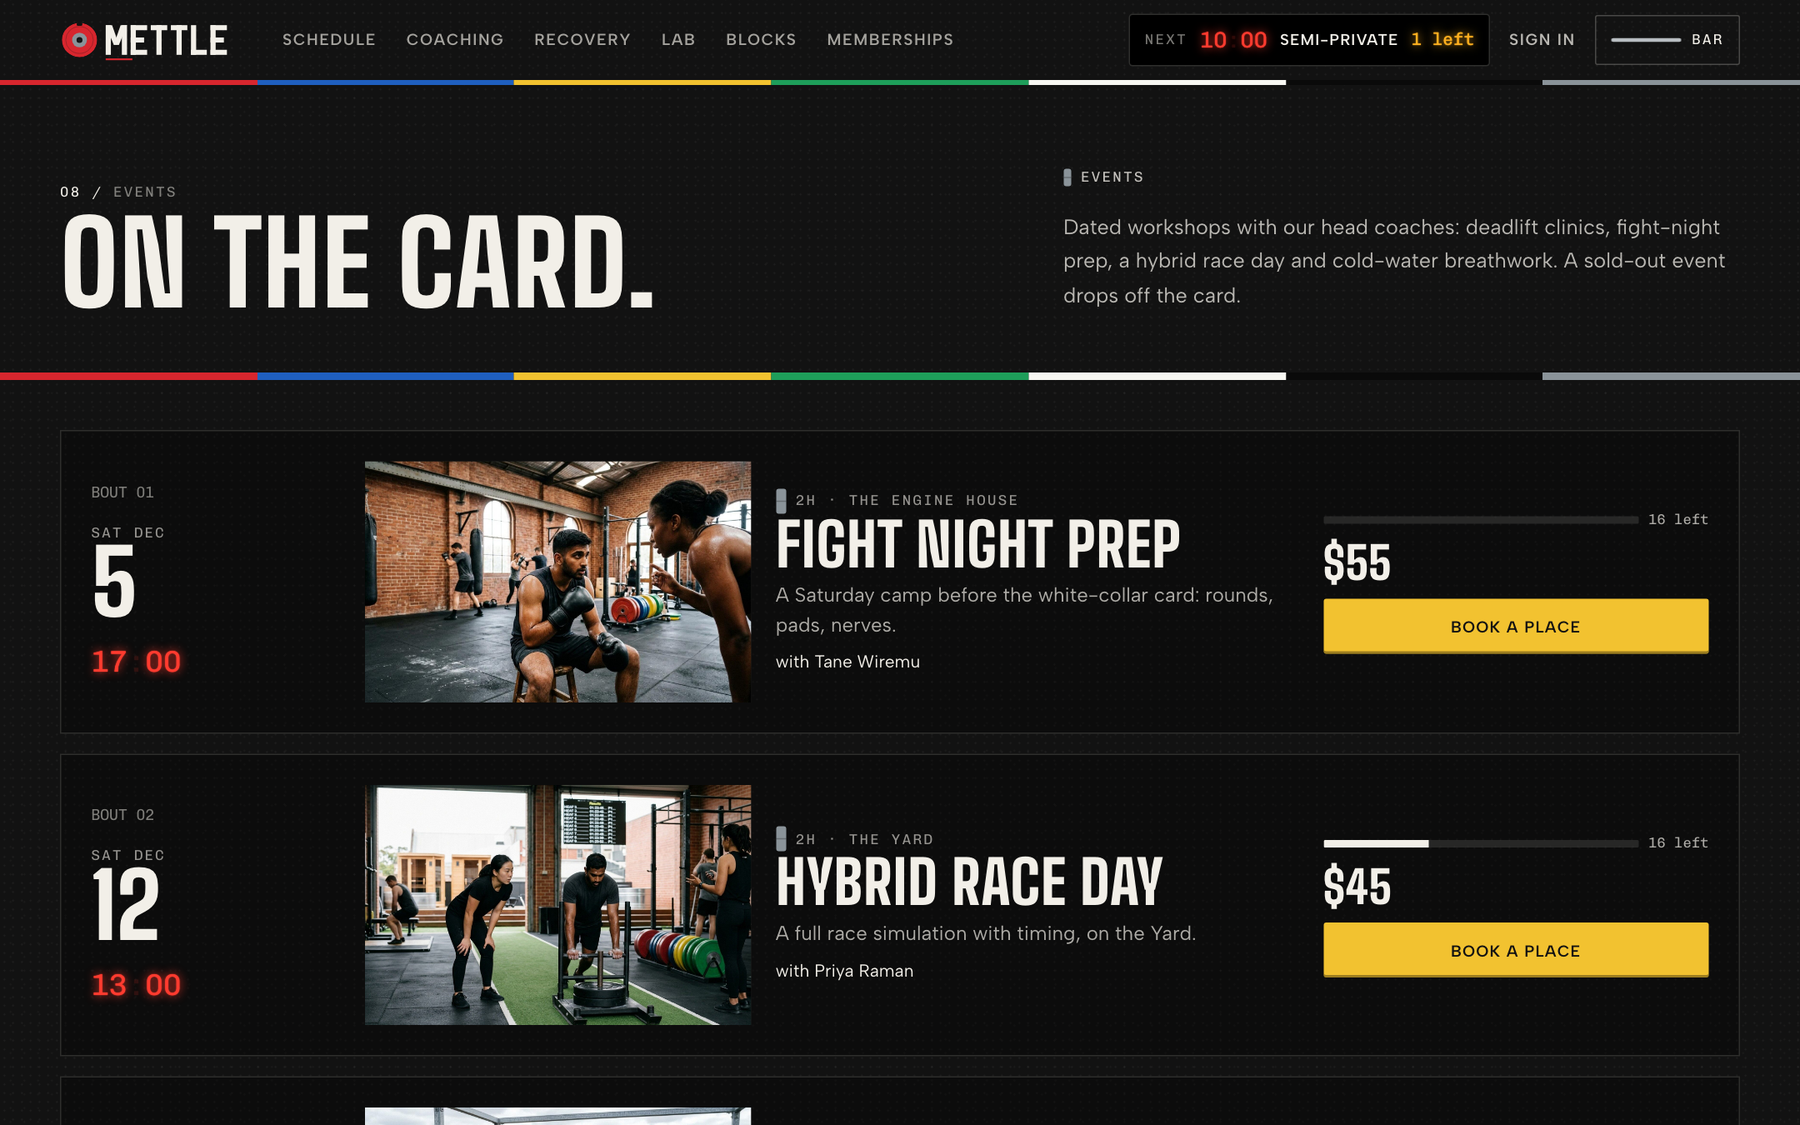 METTLE
SCHEDULE COACHING RECOVERY LAB BLOCKS MEMBERSHIPS
NEXT 10:00 SEMI-PRIVATE 1 left
SIGN IN
BAR
08 / EVENTS
ON THE CARD.
EVENTS
Dated workshops with our head coaches: deadlift clinics, fight-night
prep, a hybrid race day and cold-water breathwork. A sold-out event
drops off the card.
BOUT 01
SAT DEC
5
17:00
2H · THE ENGINE HOUSE
FIGHT NIGHT PREP
A Saturday camp before the white-collar card: rounds,
pads, nerves.
with Tane Wiremu
16 left
$55
BOOK A PLACE
BOUT 02
SAT DEC
12
13:00
2H · THE YARD
HYBRID RACE DAY
A full race simulation with timing, on the Yard.
with Priya Raman
16 left
$45
BOOK A PLACE